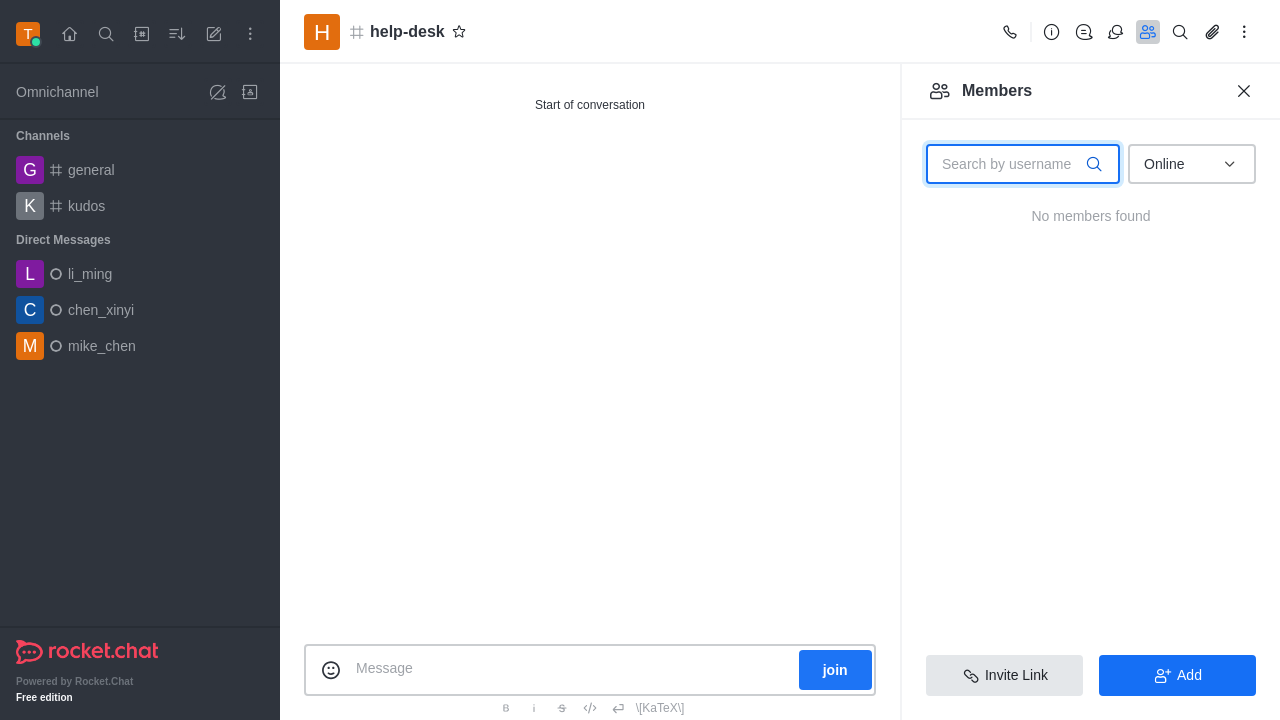 T
Omnichannel
Channels
G general
K kudos
Direct Messages
L li_ming
C chen_xinyi
M mike_chen
rocket.chat
Powered by Rocket.Chat
Free edition
H help-desk
Start of conversation
Message
join
B i S \[KaTeX\]
Members
Search by username
Online
No members found
Invite Link
Add